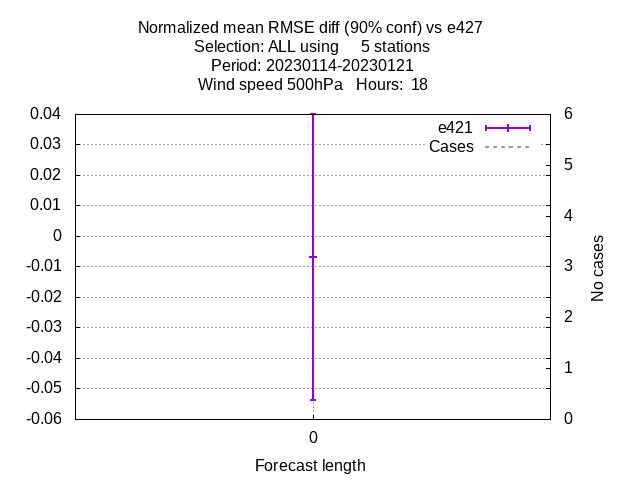 Normalized mean RMSE diff (90% conf) vs e427
Selection: ALL using     5 stations
Period: 20230114-20230121
Wind speed 500hPa   Hours:  18
e421
Cases
0.04
0.03
0.02
0.01
0
-0.01
-0.02
-0.03
-0.04
-0.05
-0.06
6
5
4
3
2
1
0
No cases
0
Forecast length